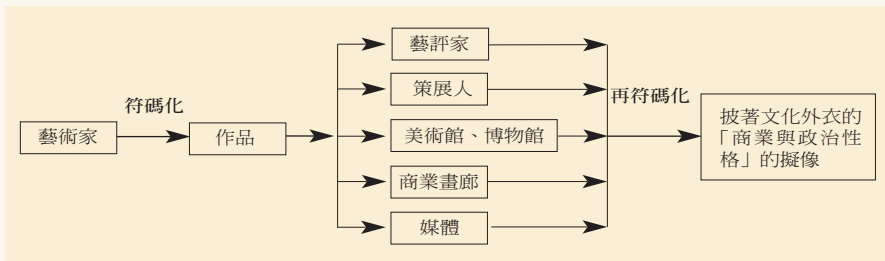 藝術家
符碼化
作品
藝評家
策展人
美術館、博物館
商業畫廊
媒體
再符碼化
披著文化外衣的
「商業與政治性
格」的擬像